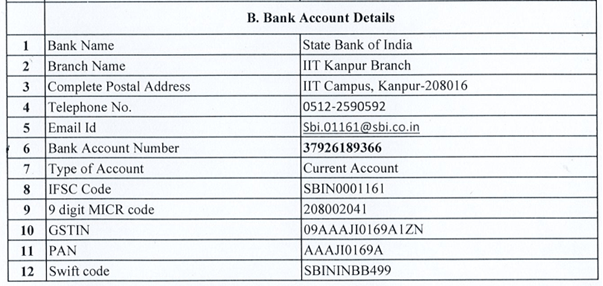 B. Bank Account Details
1 Bank Name State Bank of India
2 Branch Name IIT Kanpur Branch
3 Complete Postal Address IIT Campus, Kanpur-208016
4 Telephone No. 0512-2590592
5 Email Id Sbi.01161@sbi.co.in
6 Bank Account Number 37926189366
7 Type of Account Current Account
8 IFSC Code SBIN0001161
9 9 digit MICR code 208002041
10 GSTIN 09AAAJI0169A1ZN
11 PAN AAAJI0169A
12 Swift code SBININBB499